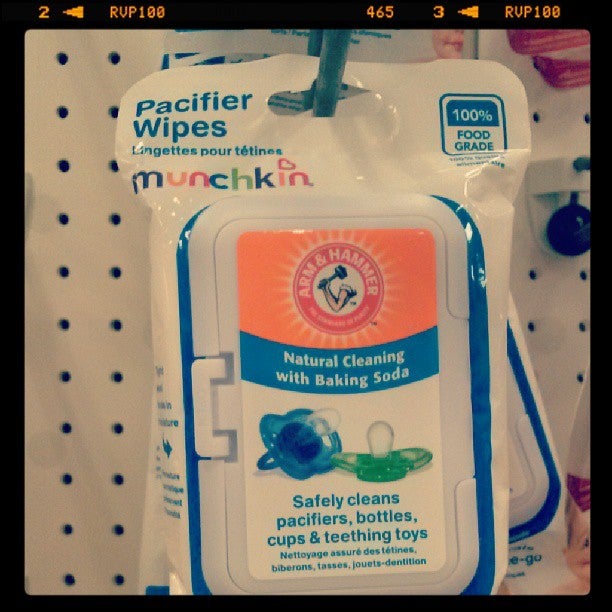 2 RVP100 465 3 RVP100
Pacifier
Wipes
Lingettes pour tétines
munchkin
100%
FOOD
GRADE
ARM & HAMMER
Natural Cleaning
with Baking Soda
Safely cleans
pacifiers, bottles,
cups & teething toys
Nettoyage assuré des tétines,
biberons, tasses, jouets-dentition
e-go